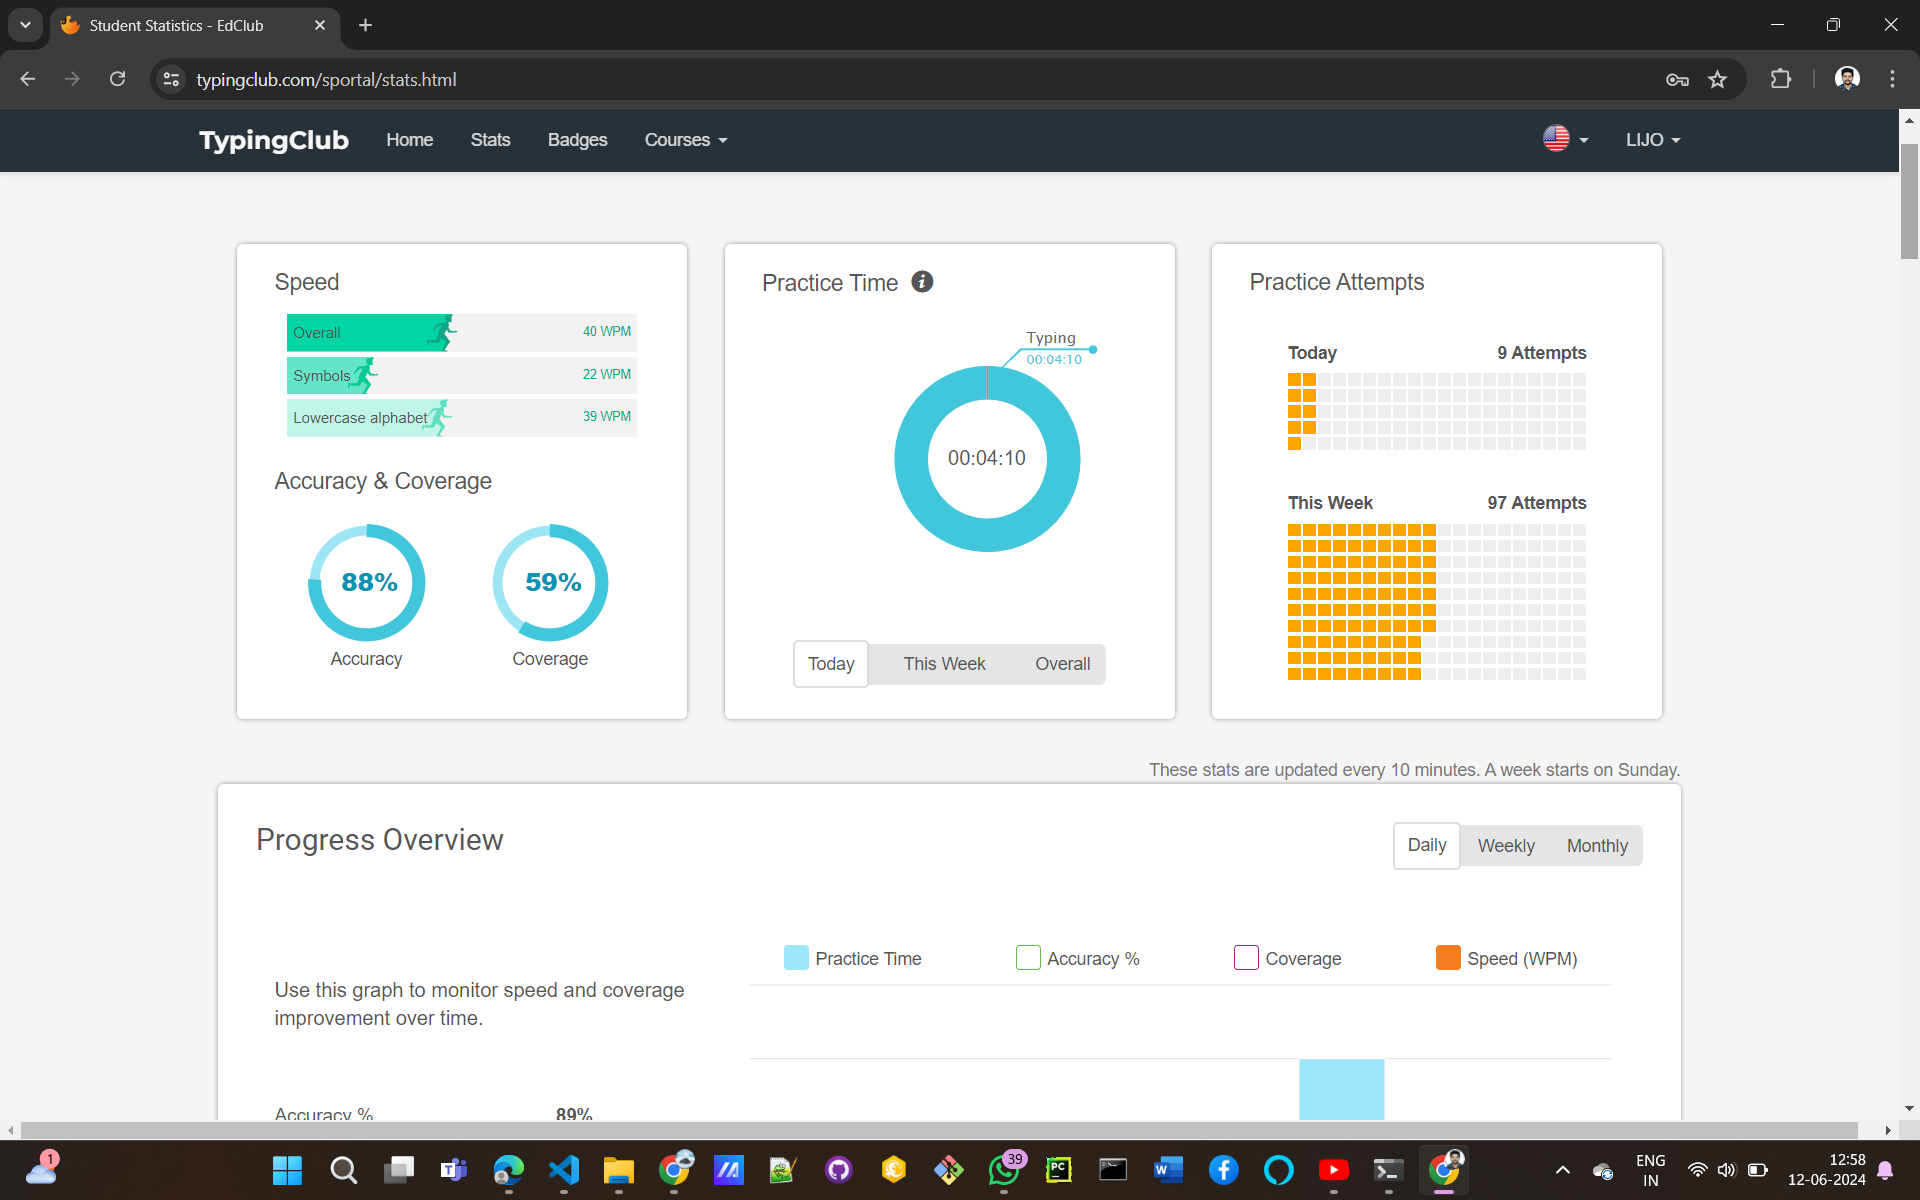 Student Statistics - EdClub
typingclub.com/sportal/stats.html
TypingClub Home Stats Badges Courses LIJO
Speed
Overall 40 WPM
Symbols 22 WPM
Lowercase alphabet 39 WPM
Accuracy & Coverage
88%
Accuracy
59%
Coverage
Practice Time i
Typing
00:04:10
00:04:10
Today This Week Overall
Practice Attempts
Today 9 Attempts
This Week 97 Attempts
These stats are updated every 10 minutes. A week starts on Sunday.
Progress Overview
Daily Weekly Monthly
Practice Time Accuracy % Coverage Speed (WPM)
Use this graph to monitor speed and coverage
improvement over time.
Accuracy % 89%
1
39
PC
W
ENG
IN
12:58
12-06-2024